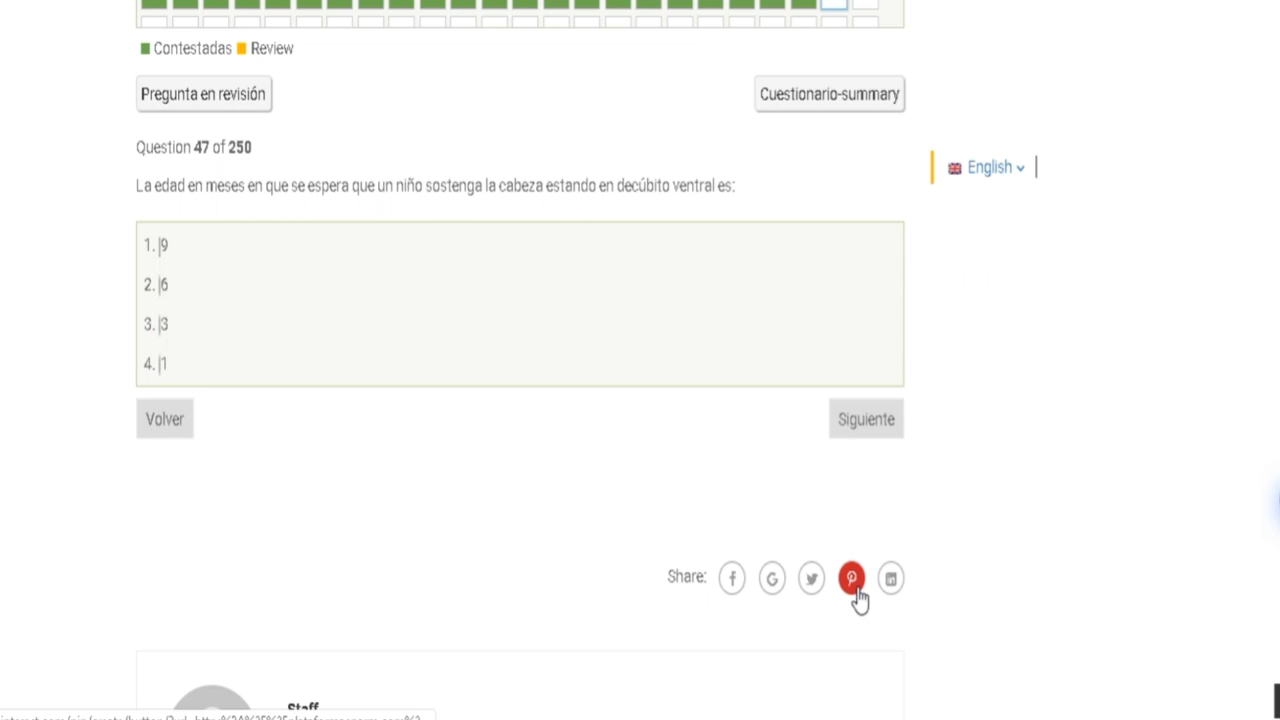 Contestadas Review
Pregunta en revisión
Cuestionario-summary
Question 47 of 250
English
La edad en meses en que se espera que un niño sostenga la cabeza estando en decúbito ventral es:
1. |9
2. |6
3. |3
4. |1
Volver
Siguiente
Share:
Staff